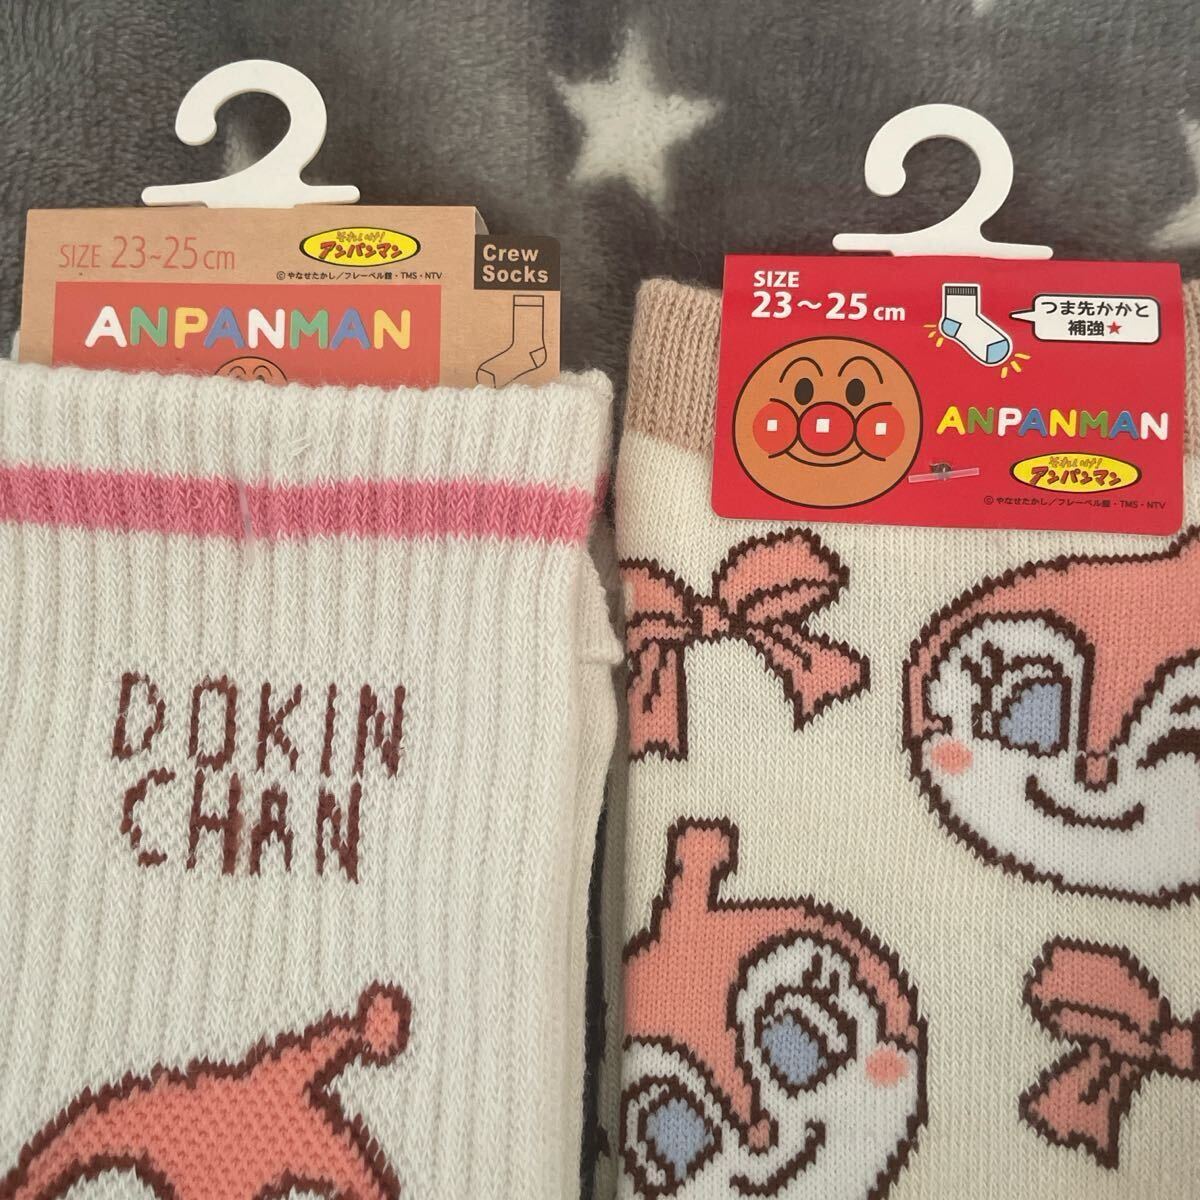 SIZE 23~25cm
それいけ!
アンパンマン
©やなせたかし/フレーベル館・TMS・NTV
Crew
Socks
ANPANMAN
DOKIN
CHAN
SIZE
23~25cm
つま先かかと
補強★
ANPANMAN
それいけ!
アンパンマン
©やなせたかし/フレーベル館・TMS・NTV